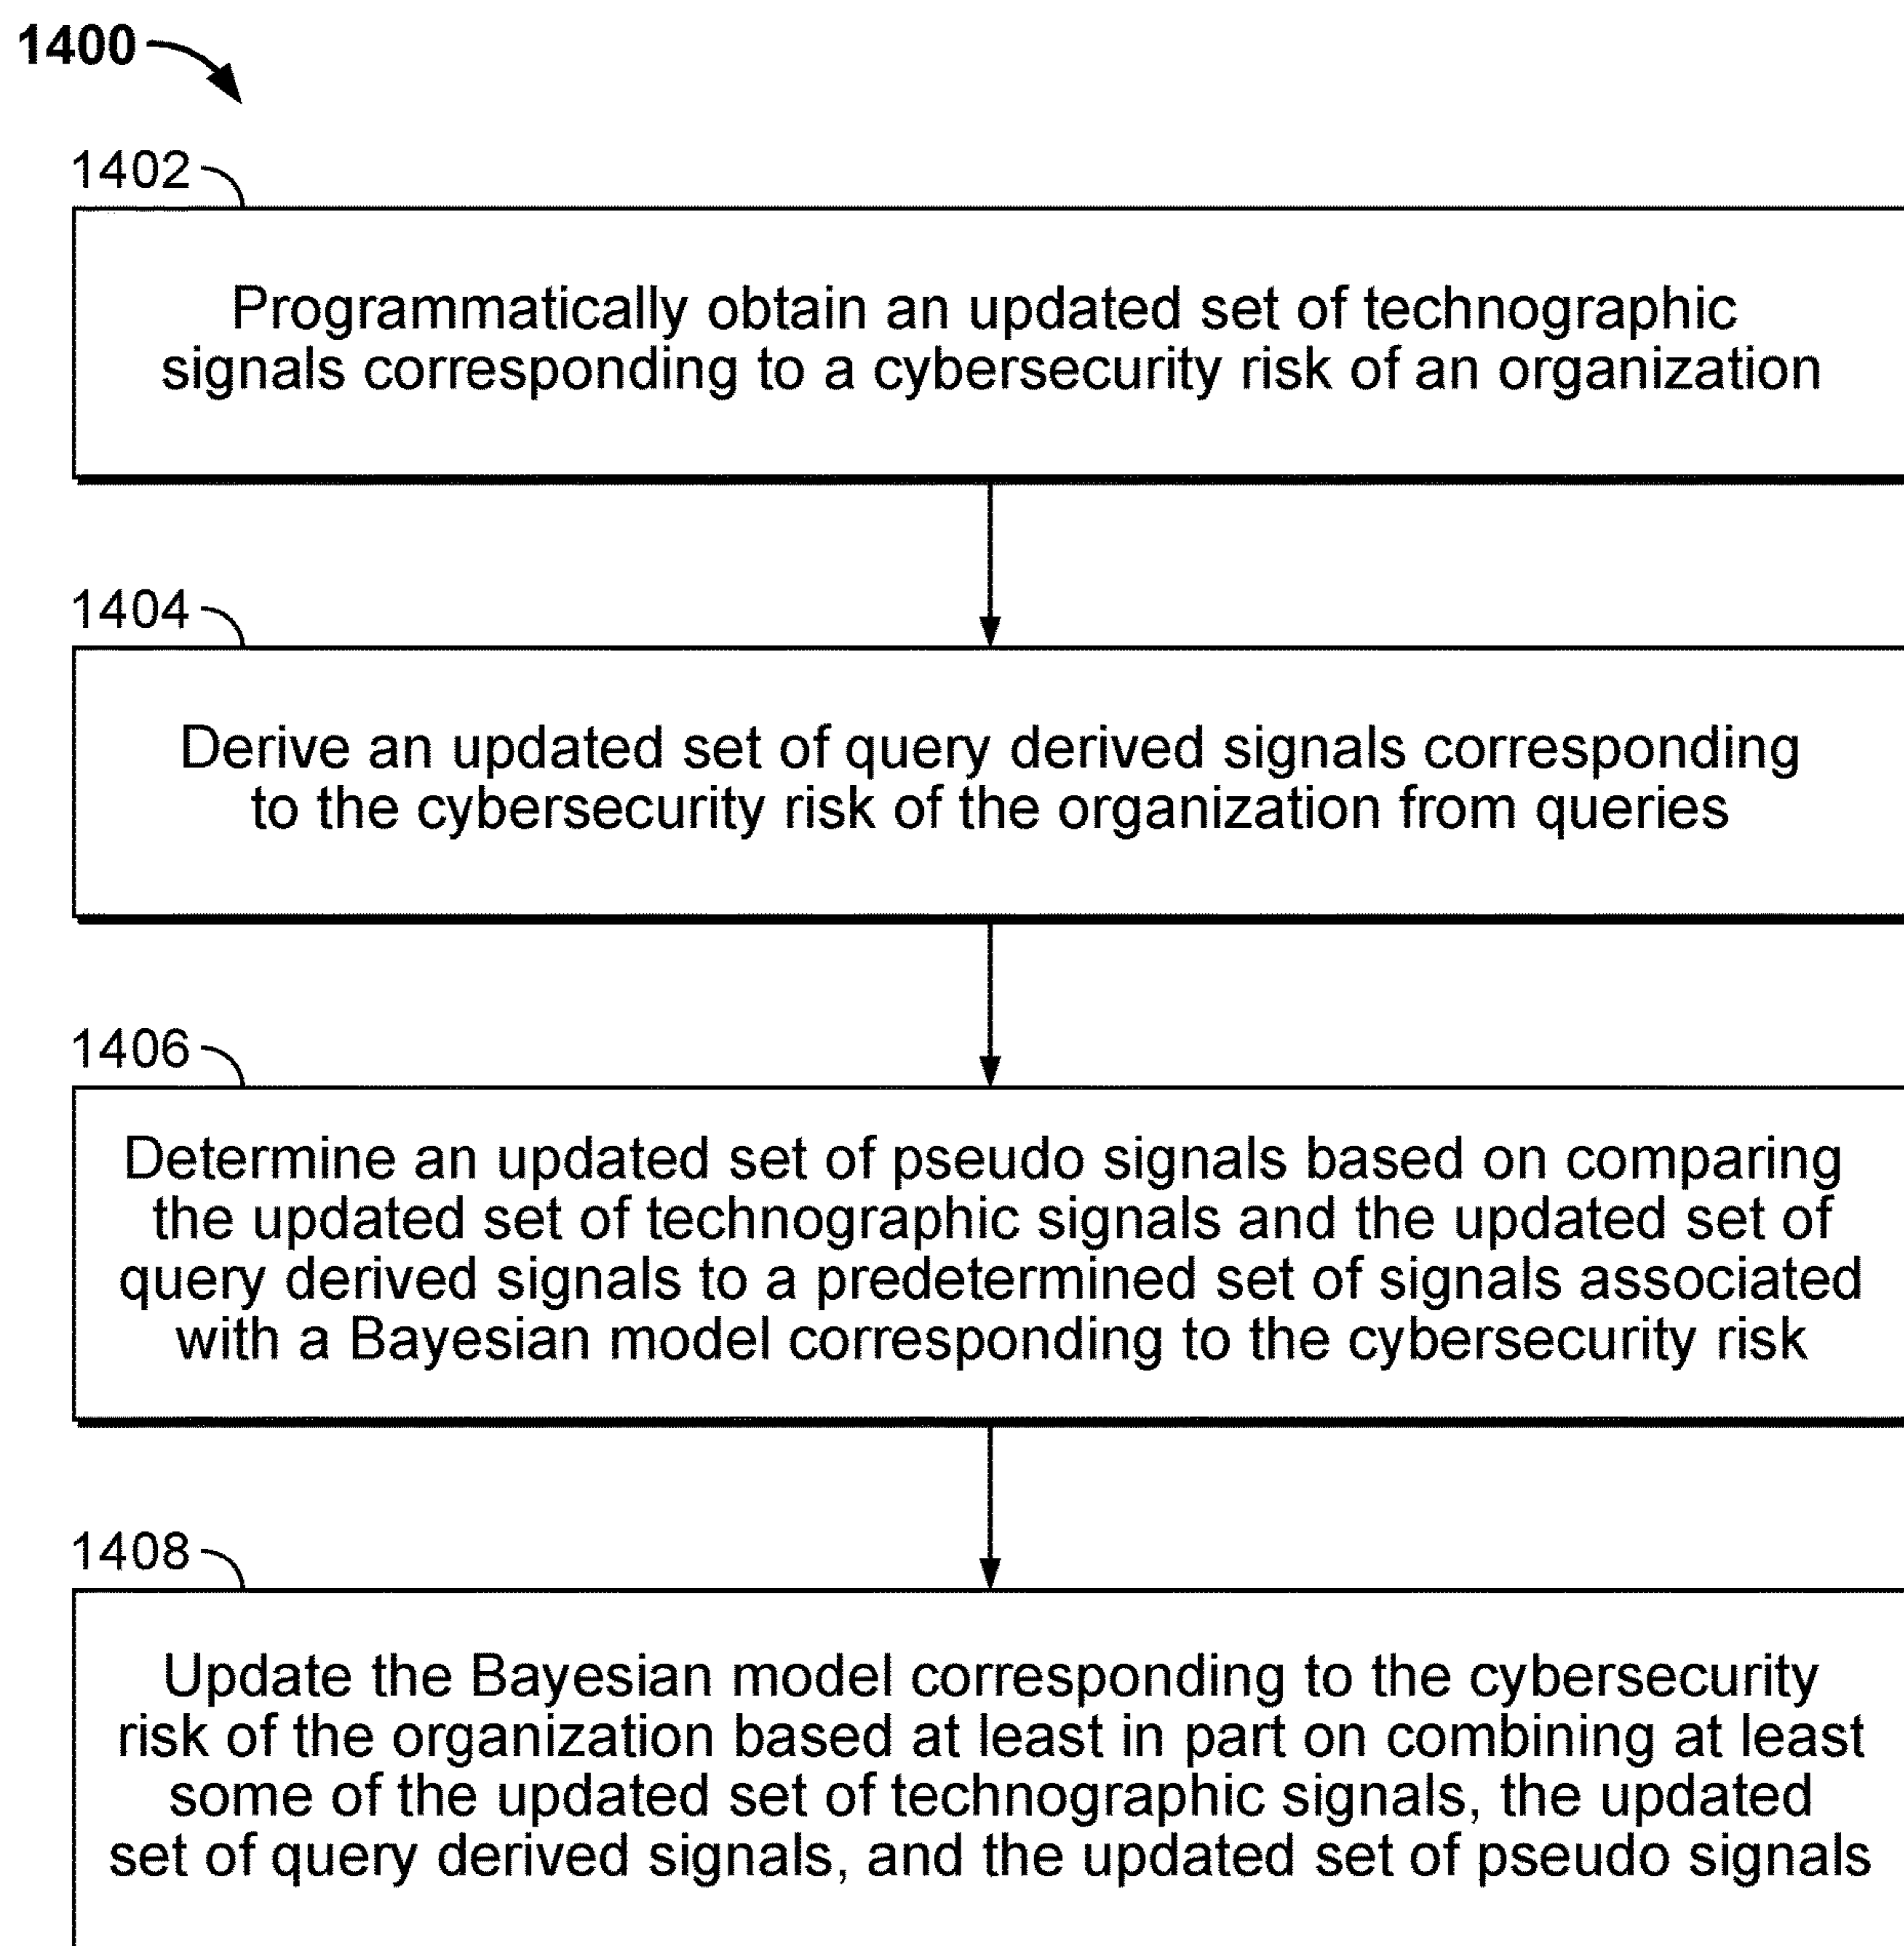 1400
1402
Programmatically obtain an updated set of technographic
signals corresponding to a cybersecurity risk of an organization
1404
Derive an updated set of query derived signals corresponding
to the cybersecurity risk of the organization from queries
1406
Determine an updated set of pseudo signals based on comparing
the updated set of technographic signals and the updated set of
query derived signals to a predetermined set of signals associated
with a Bayesian model corresponding to the cybersecurity risk
1408
Update the Bayesian model corresponding to the cybersecurity
risk of the organization based at least in part on combining at least
some of the updated set of technographic signals, the updated
set of query derived signals, and the updated set of pseudo signals